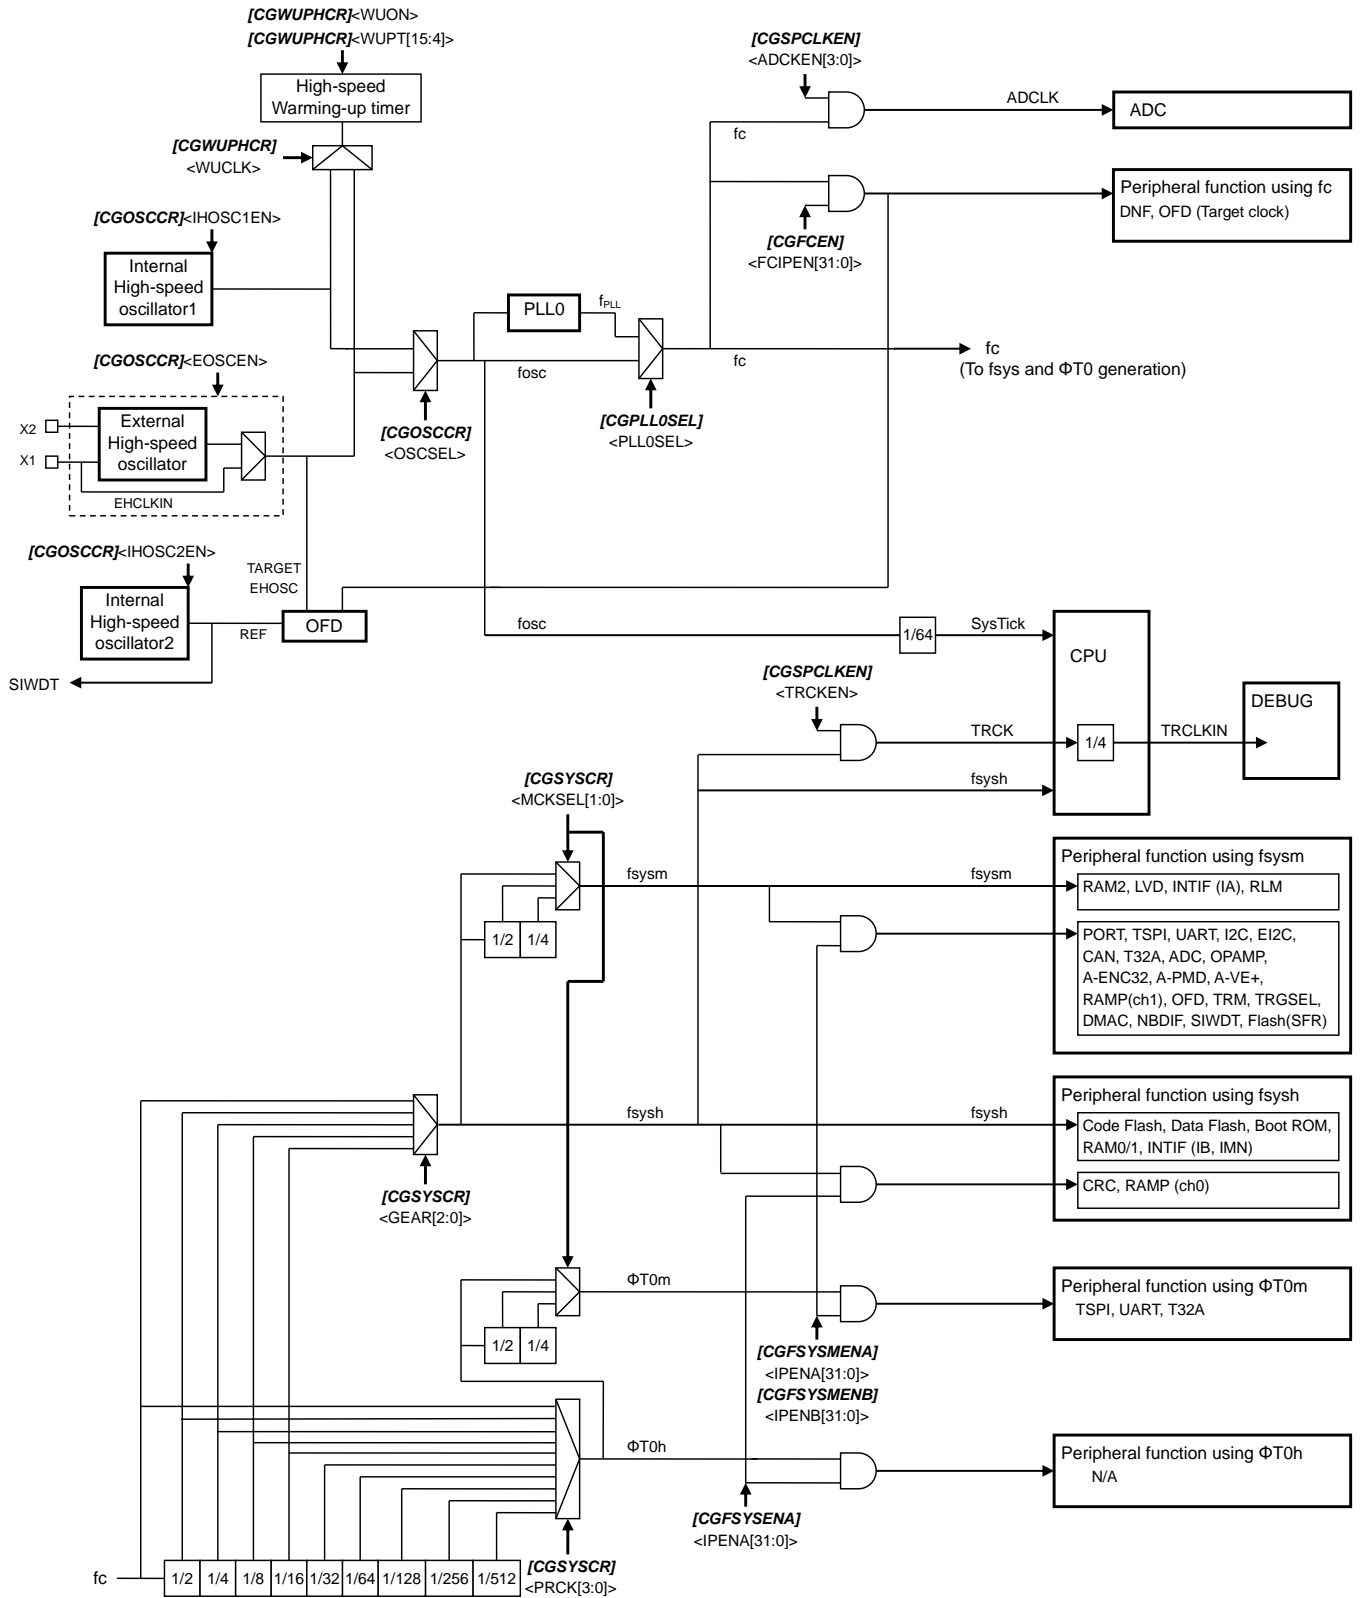 [CGWUPHCR]<WUON>
[CGWUPHCR]<WUPT[15:4]>
High-speed
Warming-up timer
[CGWUPHCR]
<WUCLK>
[CGSPCLKEN]
<ADCKEN[3:0]>
ADCLK
ADC
fc
Peripheral function using fc
DNF, OFD (Target clock)
[CGFCEN]
<FCIPEN[31:0]>
[CGOSCCR]<IHOSC1EN>
Internal
High-speed
oscillator1
PLL0
fPLL
fosc
fc
fc
(To fsys and ΦT0 generation)
[CGOSCCR]<EOSCEN>
[CGOSCCR]
<OSCSEL>
[CGPLL0SEL]
<PLL0SEL>
X2
X1
External
High-speed
oscillator
EHCLKIN
[CGOSCCR]<IHOSC2EN>
TARGET
EHOSC
Internal
High-speed
oscillator2
REF
OFD
SIWDT
fosc
1/64
SysTick
CPU
[CGSPCLKEN]
<TRCKEN>
TRCK
1/4
TRCLKIN
DEBUG
fsysh
[CGSYSCR]
<MCKSEL[1:0]>
1/2
1/4
fsysm
fsysm
Peripheral function using fsysm
RAM2, LVD, INTIF (IA), RLM
PORT, TSPI, UART, I2C, EI2C,
CAN, T32A, ADC, OPAMP,
A-ENC32, A-PMD, A-VE+,
RAMP(ch1), OFD, TRM, TRGSEL,
DMAC, NBDIF, SIWDT, Flash(SFR)
fsysh
fsysh
Peripheral function using fsysh
Code Flash, Data Flash, Boot ROM,
RAM0/1, INTIF (IB, IMN)
CRC, RAMP (ch0)
[CGSYSCR]
<GEAR[2:0]>
ΦT0m
1/2
1/4
Peripheral function using ΦT0m
TSPI, UART, T32A
[CGFSYSMENA]
<IPENA[31:0]>
[CGFSYSMENB]
<IPENB[31:0]>
ΦT0h
Peripheral function using ΦT0h
N/A
[CGFSYSENA]
<IPENA[31:0]>
[CGSYSCR]
<PRCK[3:0]>
fc
1/2
1/4
1/8
1/16
1/32
1/64
1/128
1/256
1/512